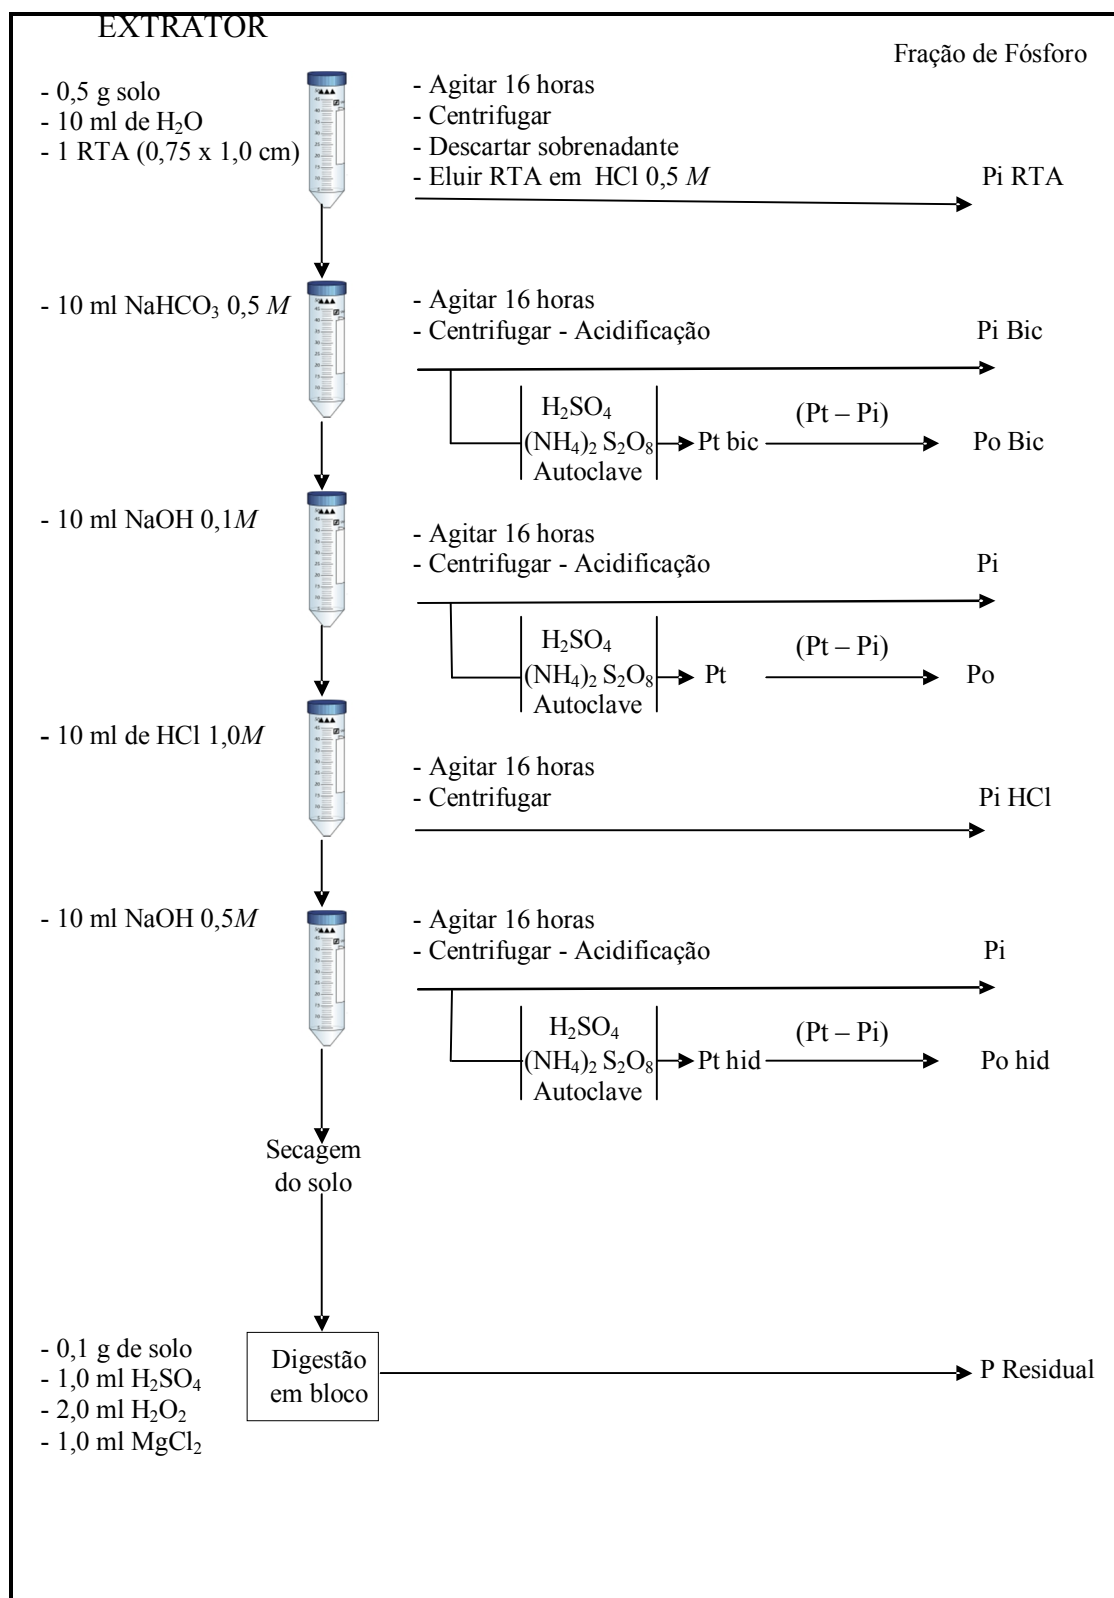 EXTRATOR
Fração de Fósforo
- 0,5 g solo
- 10 ml de H₂O
- 1 RTA (0,75 x 1,0 cm)
- Agitar 16 horas
- Centrifugar
- Descartar sobrenadante
- Eluir RTA em HCl 0,5 M
Pi RTA
- 10 ml NaHCO₃ 0,5 M
- Agitar 16 horas
- Centrifugar - Acidificação
Pi Bic
H₂SO₄
(NH₄)₂ S₂O₈
Autoclave
Pt bic
(Pt – Pi)
Po Bic
- 10 ml NaOH 0,1M
- Agitar 16 horas
- Centrifugar - Acidificação
Pi
H₂SO₄
(NH₄)₂ S₂O₈
Autoclave
Pt
(Pt – Pi)
Po
- 10 ml de HCl 1,0M
- Agitar 16 horas
- Centrifugar
Pi HCl
- 10 ml NaOH 0,5M
- Agitar 16 horas
- Centrifugar - Acidificação
Pi
H₂SO₄
(NH₄)₂ S₂O₈
Autoclave
Pt hid
(Pt – Pi)
Po hid
Secagem
do solo
- 0,1 g de solo
- 1,0 ml H₂SO₄
- 2,0 ml H₂O₂
- 1,0 ml MgCl₂
Digestão
em bloco
P Residual